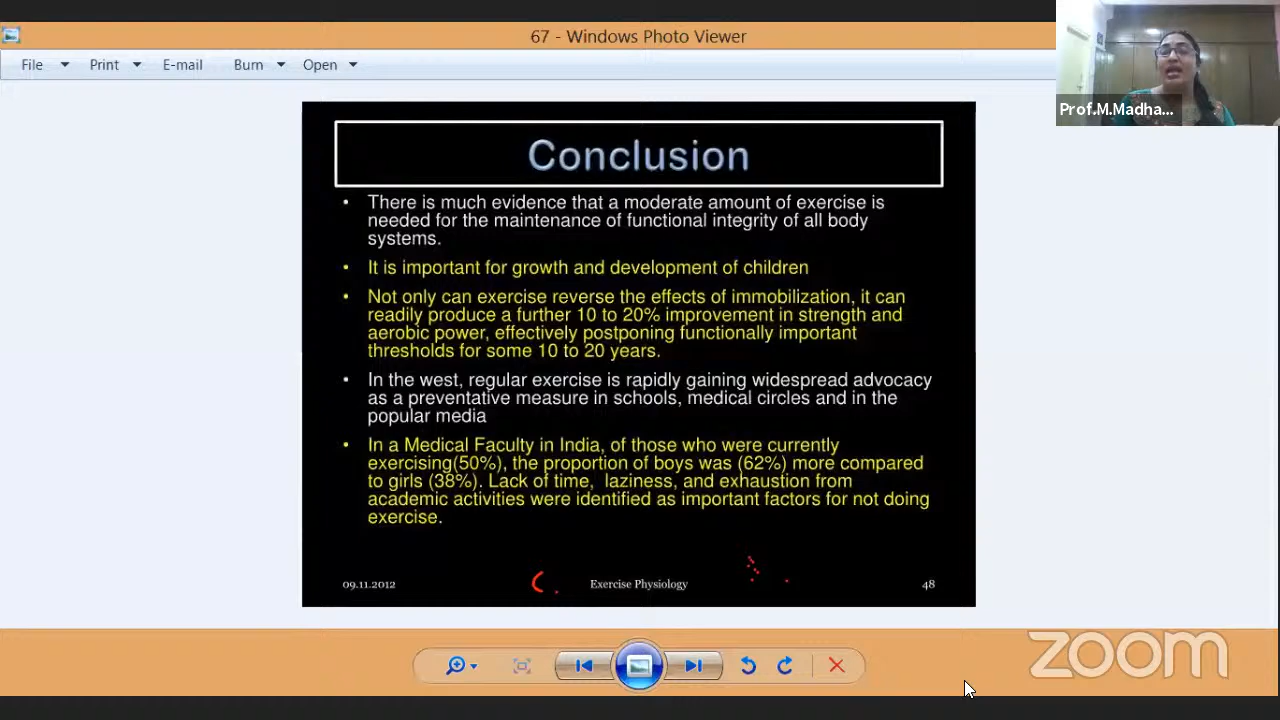 67 - Windows Photo Viewer
File Print E-mail Burn Open
Prof.M.Madha...
Conclusion
• There is much evidence that a moderate amount of exercise is
needed for the maintenance of functional integrity of all body
systems.
• It is important for growth and development of children
• Not only can exercise reverse the effects of immobilization, it can
readily produce a further 10 to 20% improvement in strength and
aerobic power, effectively postponing functionally important
thresholds for some 10 to 20 years.
• In the west, regular exercise is rapidly gaining widespread advocacy
as a preventative measure in schools, medical circles and in the
popular media
• In a Medical Faculty in India, of those who were currently
exercising(50%), the proportion of boys was (62%) more compared
to girls (38%). Lack of time, laziness, and exhaustion from
academic activities were identified as important factors for not doing
exercise.
09.11.2012 Exercise Physiology 48
zoom